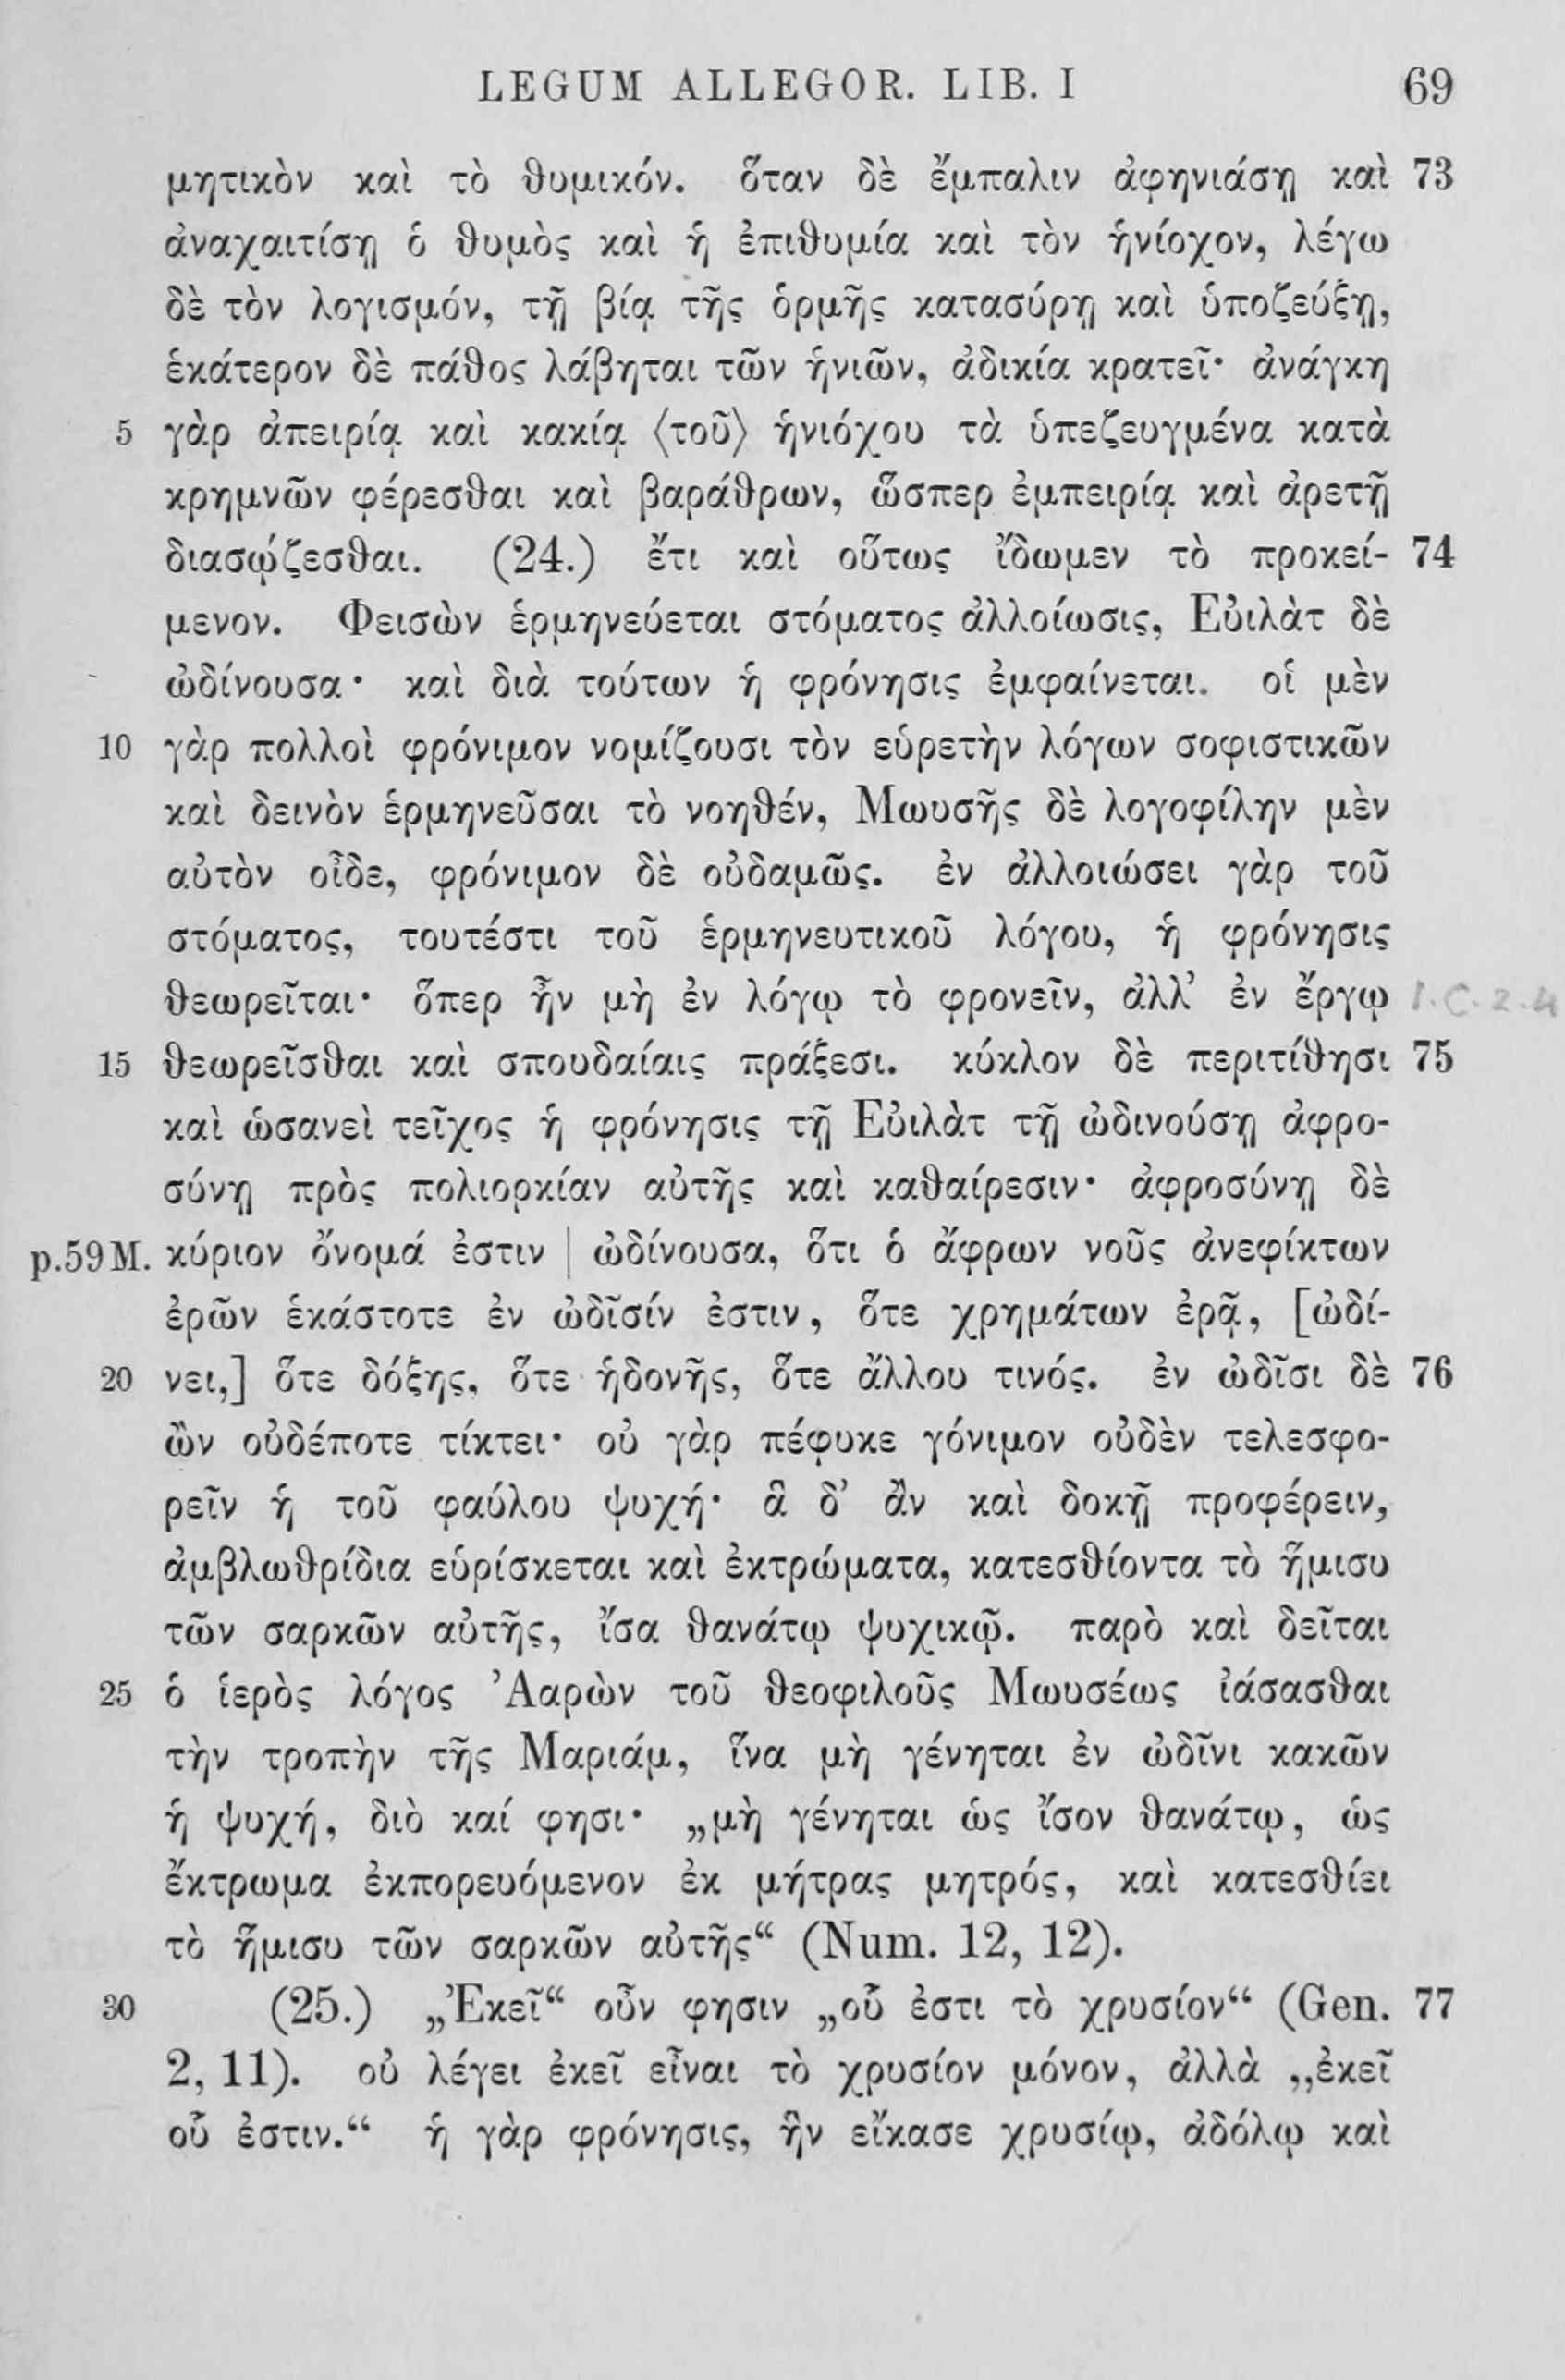 LEGUM ALLEGOR. LIB. I 69
μητικὸν καὶ τὸ θυμικόν. ὅταν δὲ ἔμπαλιν ἀφηνιάσῃ καὶ 73
ἀναχαιτίσῃ ὁ θυμὸς καὶ ἡ ἐπιθυμία καὶ τὸν ἡνίοχον, λέγω
δὲ τὸν λογισμόν, τῇ βίᾳ τῆς ὁρμῆς κατασύρῃ καὶ ὑποζεύξῃ,
ἑκάτερον δὲ πάθος λάβηται τῶν ἡνιῶν, ἀδικία κρατεῖ· ἀνάγκη
5 γὰρ ἀπειρίᾳ καὶ κακίᾳ ⟨τοῦ⟩ ἡνιόχου τὰ ὑπεζευγμένα κατὰ
κρημνῶν φέρεσθαι καὶ βαράθρων, ὥσπερ ἐμπειρίᾳ καὶ ἀρετῇ
διασῴζεσθαι. (24.) ἔτι καὶ οὕτως ἴδωμεν τὸ προκεί- 74
μενον. Φεισὼν ἑρμηνεύεται στόματος ἀλλοίωσις, Εὐιλὰτ δὲ
ὠδίνουσα· καὶ διὰ τούτων ἡ φρόνησις ἐμφαίνεται. οἱ μὲν
10 γὰρ πολλοὶ φρόνιμον νομίζουσι τὸν εὑρετὴν λόγων σοφιστικῶν
καὶ δεινὸν ἑρμηνεῦσαι τὸ νοηθέν, Μωυσῆς δὲ λογοφίλην μὲν
αὐτὸν οἶδε, φρόνιμον δὲ οὐδαμῶς. ἐν ἀλλοιώσει γὰρ τοῦ
στόματος, τουτέστι τοῦ ἑρμηνευτικοῦ λόγου, ἡ φρόνησις
θεωρεῖται· ὅπερ ἦν μὴ ἐν λόγῳ τὸ φρονεῖν, ἀλλ’ ἐν ἔργῳ
15 θεωρεῖσθαι καὶ σπουδαίαις πράξεσι. κύκλον δὲ περιτίθησι 75
καὶ ὡσανεὶ τεῖχος ἡ φρόνησις τῇ Εὐιλὰτ τῇ ὠδινούσῃ ἀφρο-
σύνῃ πρὸς πολιορκίαν αὐτῆς καὶ καθαίρεσιν· ἀφροσύνῃ δὲ
p.59 M. κύριον ὄνομά ἐστιν | ὠδίνουσα, ὅτι ὁ ἄφρων νοῦς ἀνεφίκτων
ἐρῶν ἑκάστοτε ἐν ὠδῖσίν ἐστιν, ὅτε χρημάτων ἐρᾷ, [ὠδί-
20 νει,] ὅτε δόξης, ὅτε ἡδονῆς, ὅτε ἄλλου τινός. ἐν ὠδῖσι δὲ 76
ὢν οὐδέποτε τίκτει· οὐ γὰρ πέφυκε γόνιμον οὐδὲν τελεσφο-
ρεῖν ἡ τοῦ φαύλου ψυχή· ἃ δ’ ἂν καὶ δοκῇ προφέρειν,
ἀμβλωθρίδια εὑρίσκεται καὶ ἐκτρώματα, κατεσθίοντα τὸ ἥμισυ
τῶν σαρκῶν αὐτῆς, ἴσα θανάτῳ ψυχικῷ. παρὸ καὶ δεῖται
25 ὁ ἱερὸς λόγος Ἀαρὼν τοῦ θεοφιλοῦς Μωυσέως ἰάσασθαι
τὴν τροπὴν τῆς Μαριάμ, ἵνα μὴ γένηται ἐν ὠδῖνι κακῶν
ἡ ψυχή, διὸ καί φησι· „μὴ γένηται ὡς ἴσον θανάτῳ, ὡς
ἔκτρωμα ἐκπορευόμενον ἐκ μήτρας μητρός, καὶ κατεσθίει
τὸ ἥμισυ τῶν σαρκῶν αὐτῆς“ (Num. 12, 12).
30 (25.) „Ἐκεῖ“ οὖν φησιν „οὗ ἐστι τὸ χρυσίον“ (Gen. 77
2, 11). οὐ λέγει ἐκεῖ εἶναι τὸ χρυσίον μόνον, ἀλλὰ „ἐκεῖ
οὗ ἐστιν.“ ἡ γὰρ φρόνησις, ἣν εἴκασε χρυσίῳ, ἀδόλῳ καὶ